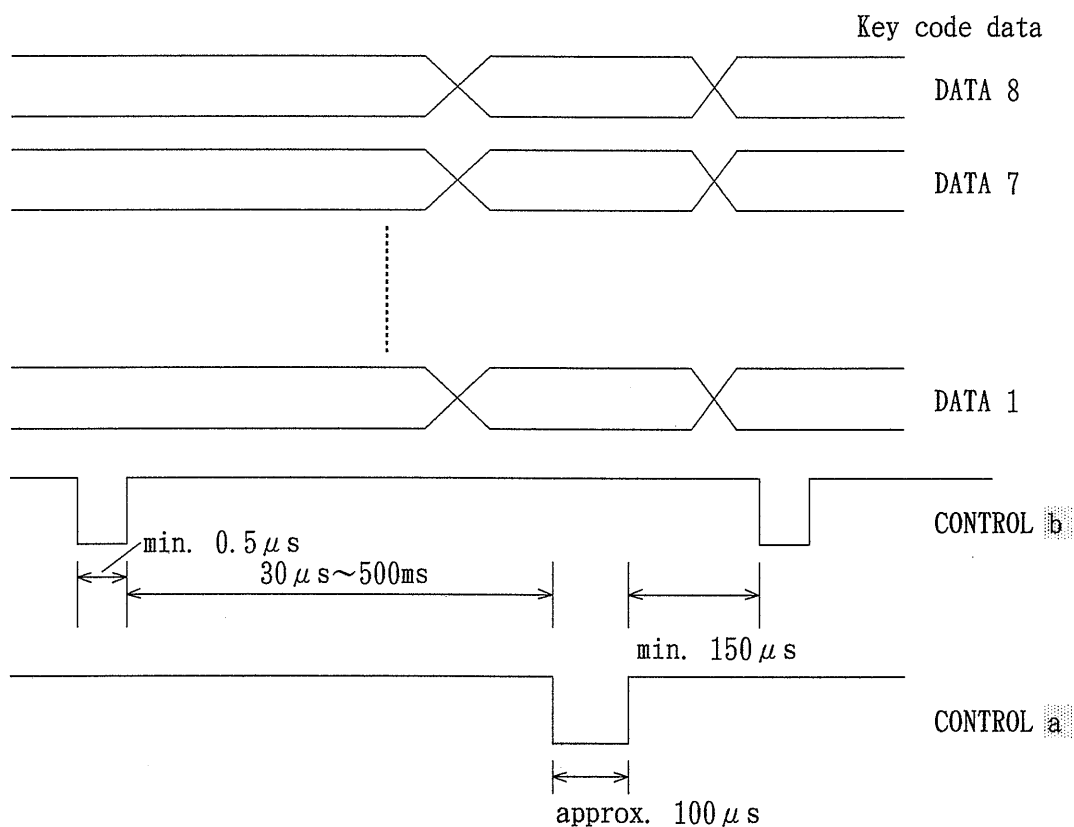 Key code data
DATA 8
DATA 7
DATA 1
CONTROL b
min. 0.5μs
30μs~500ms
min. 150μs
CONTROL a
approx. 100μs